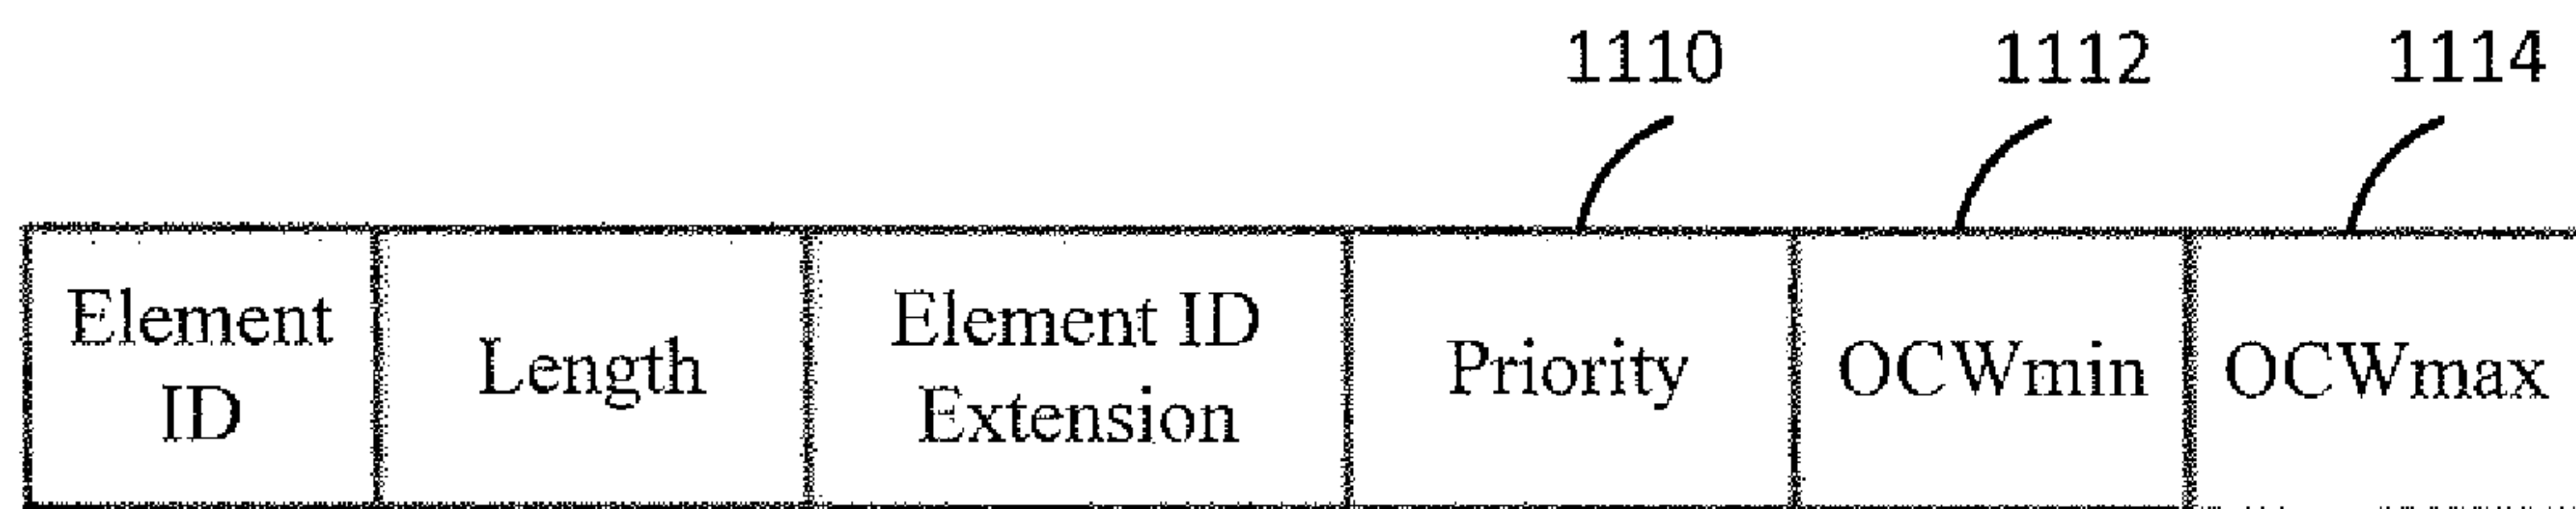 1110 1112 1114
Element ID
Length
Element ID Extension
Priority
OCWmin
OCWmax